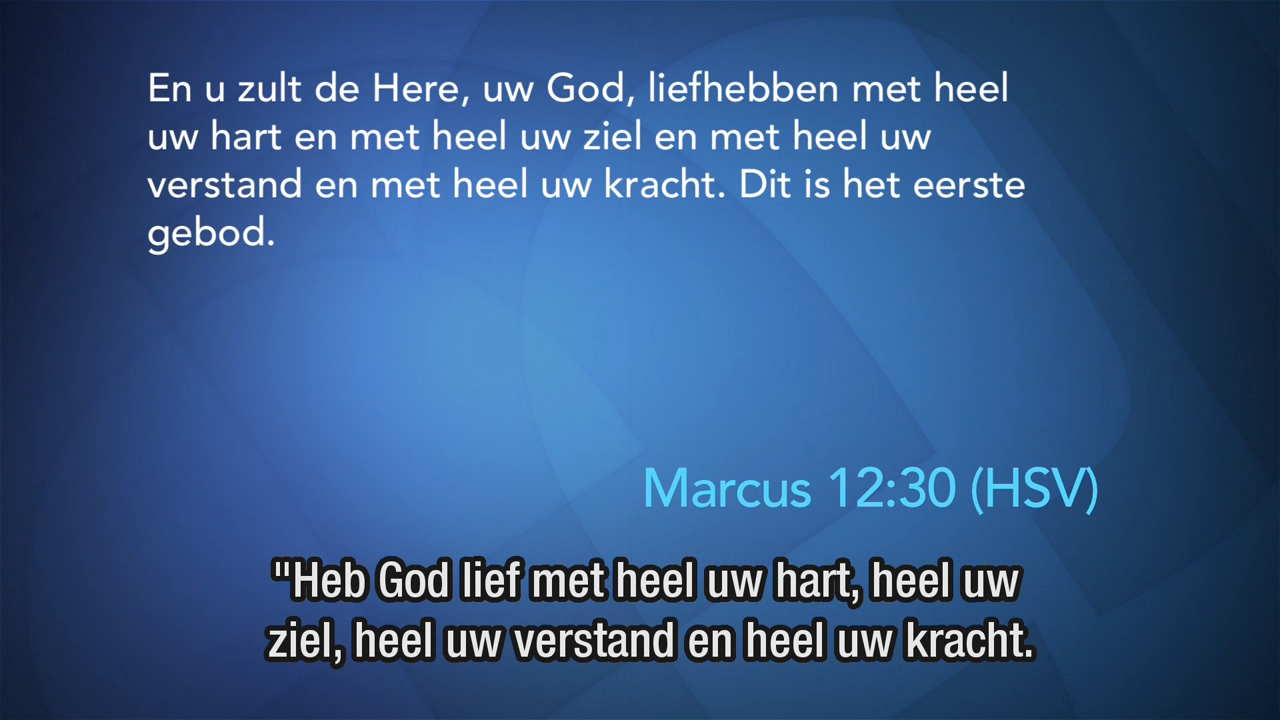 En u zult de Here, uw God, liefhebben met heel
uw hart en met heel uw ziel en met heel uw
verstand en met heel uw kracht. Dit is het eerste
gebod.
Marcus 12:30 (HSV)
"Heb God lief met heel uw hart, heel uw
ziel, heel uw verstand en heel uw kracht.